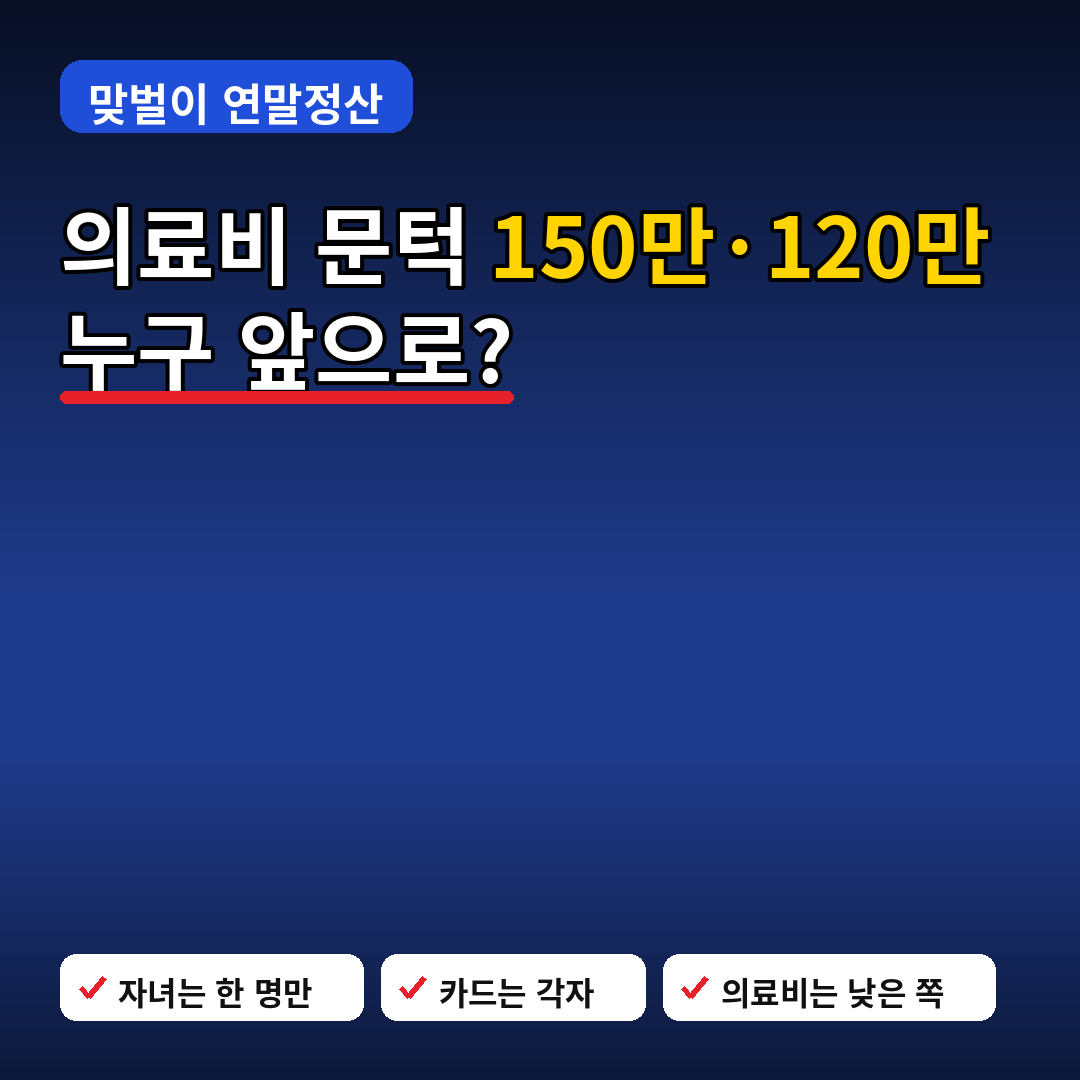 맞벌이 연말정산
의료비 문턱 150만·120만
누구 앞으로?
자녀는 한 명만
카드는 각자
의료비는 낮은 쪽